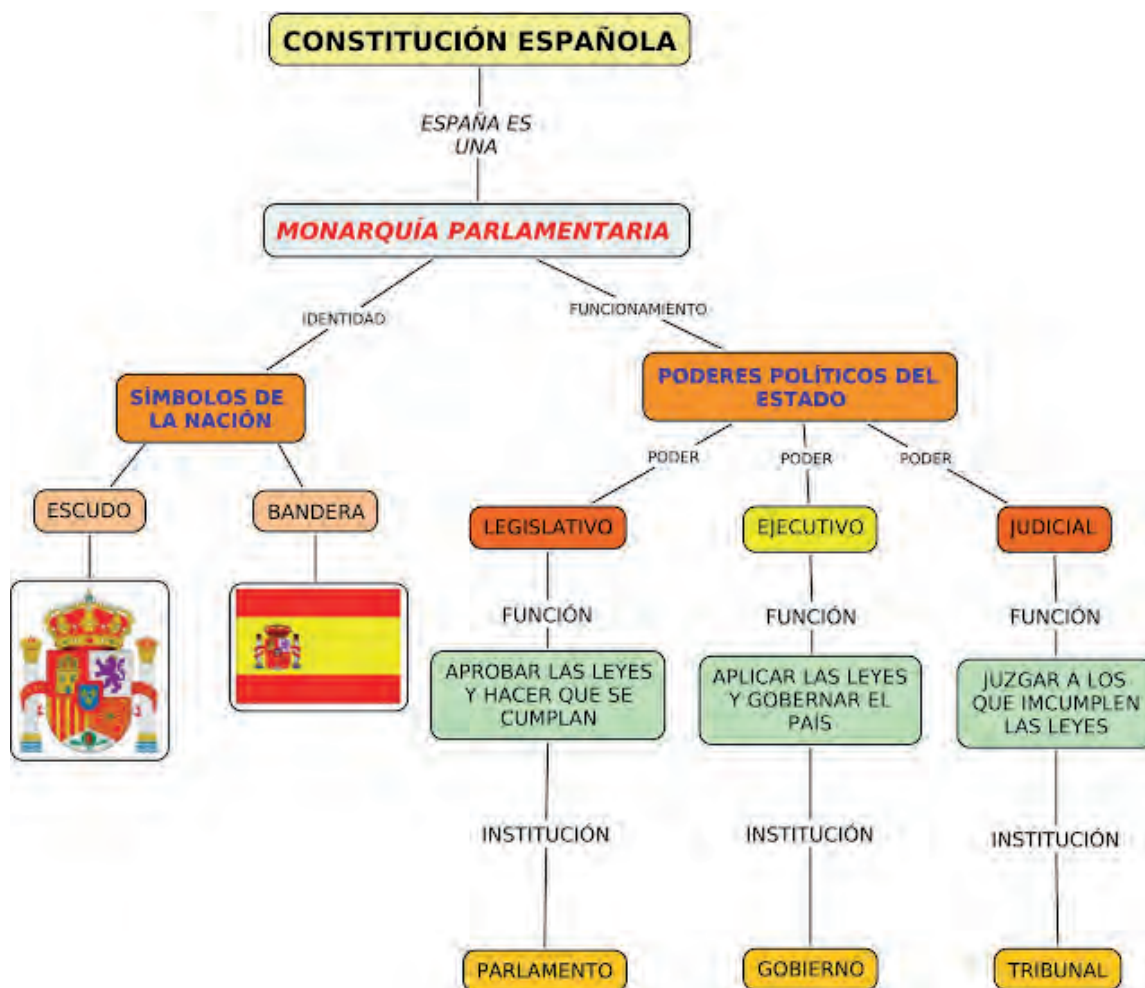 CONSTITUCIÓN ESPAÑOLA
ESPAÑA ES
UNA
MONARQUÍA PARLAMENTARIA
IDENTIDAD
FUNCIONAMIENTO
SÍMBOLOS DE
LA NACIÓN
PODERES POLÍTICOS DEL
ESTADO
PODER
PODER
PODER
ESCUDO
BANDERA
LEGISLATIVO
EJECUTIVO
JUDICIAL
FUNCIÓN
FUNCIÓN
FUNCIÓN
APROBAR LAS LEYES
Y HACER QUE SE
CUMPLAN
APLICAR LAS LEYES
Y GOBERNAR EL
PAÍS
JUZGAR A LOS
QUE IMCUMPLEN
LAS LEYES
INSTITUCIÓN
INSTITUCIÓN
INSTITUCIÓN
PARLAMENTO
GOBIERNO
TRIBUNAL